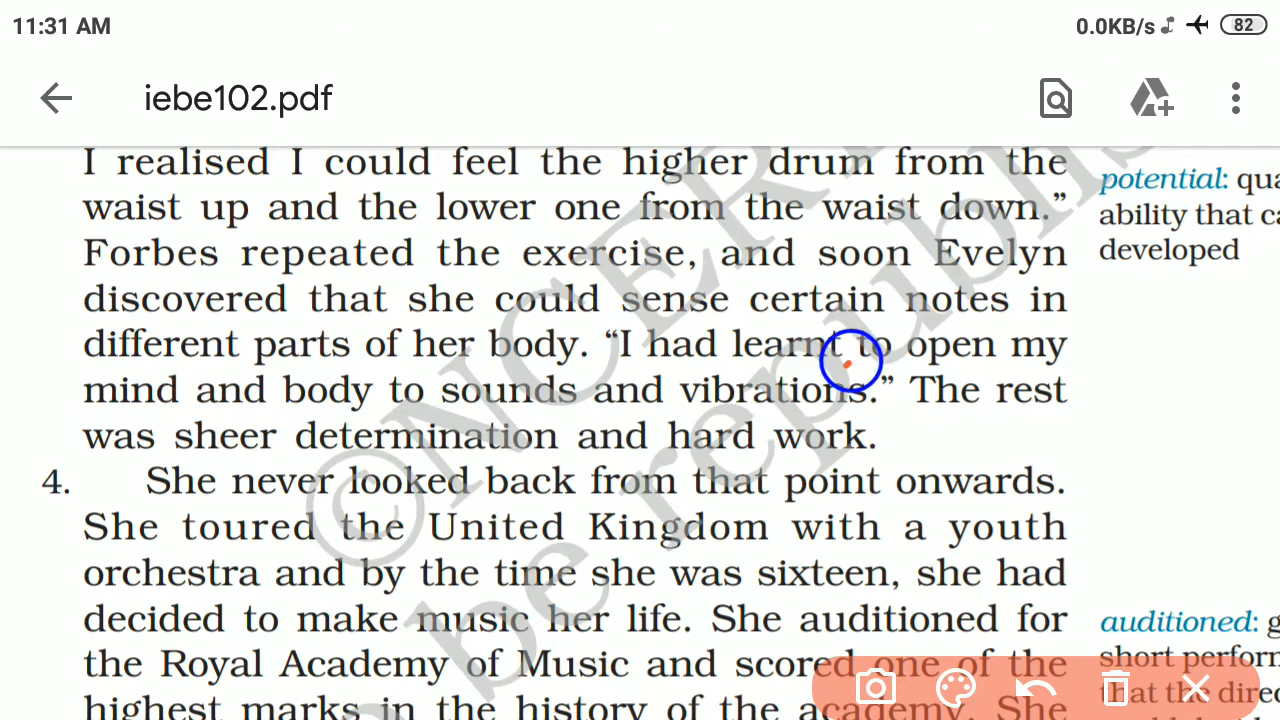 11:31 AM
0.0KB/s
82
iebe102.pdf
I realised I could feel the higher drum from the
waist up and the lower one from the waist down.”
Forbes repeated the exercise, and soon Evelyn
discovered that she could sense certain notes in
different parts of her body. “I had learnt to open my
mind and body to sounds and vibrations.” The rest
was sheer determination and hard work.
4. She never looked back from that point onwards.
She toured the United Kingdom with a youth
orchestra and by the time she was sixteen, she had
decided to make music her life. She auditioned for
the Royal Academy of Music and scored one of the
highest marks in the history of the academy. She
potential: qua
ability that ca
developed
auditioned: g
short perform
that the direc
©NCER
be republis